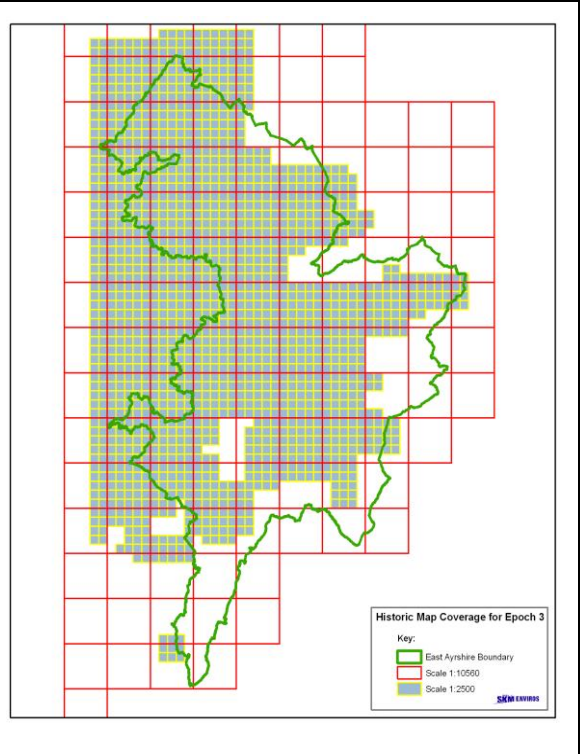 Historic Map Coverage for Epoch 3
Key:
East Ayrshire Boundary
Scale 1:10560
Scale 1:2500
SKM ENVIROS